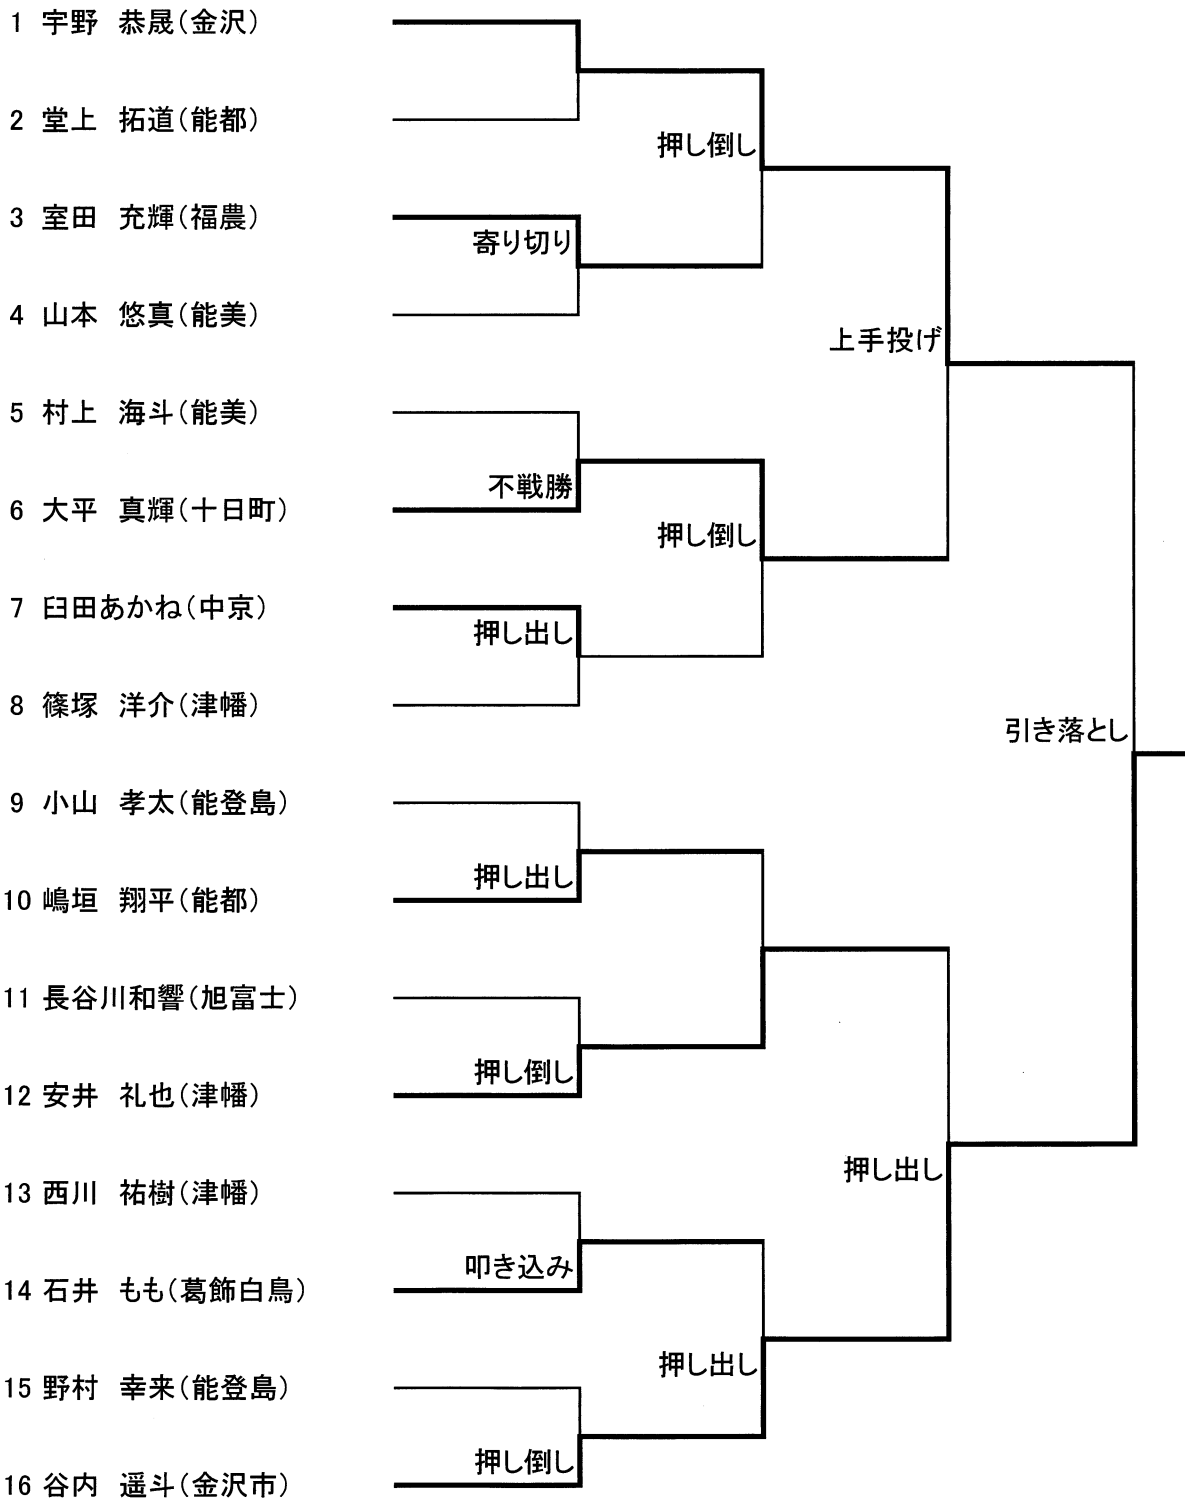 1 宇野 恭晟(金沢)
2 堂上 拓道(能都)
押し倒し
3 室田 充輝(福農)
寄り切り
4 山本 悠真(能美)
上手投げ
5 村上 海斗(能美)
不戦勝
6 大平 真輝(十日町)
押し倒し
7 臼田あかね(中京)
押し出し
8 篠塚 洋介(津幡)
引き落とし
9 小山 孝太(能登島)
押し出し
10 嶋垣 翔平(能都)
11 長谷川和響(旭富士)
押し倒し
12 安井 礼也(津幡)
押し出し
13 西川 祐樹(津幡)
叩き込み
14 石井 もも(葛飾白鳥)
押し出し
15 野村 幸来(能登島)
押し倒し
16 谷内 遥斗(金沢市)